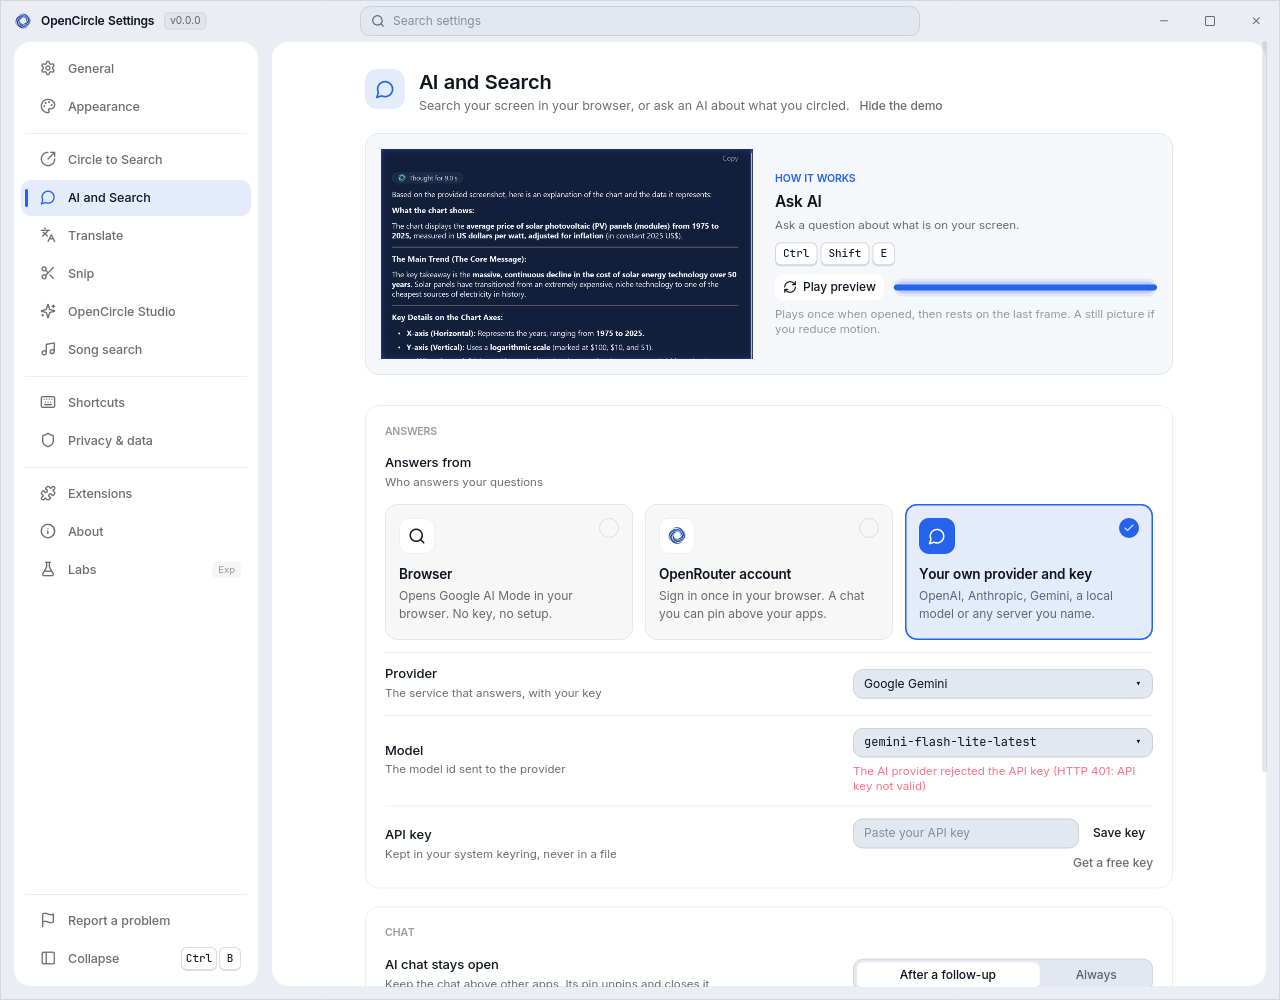 OpenCircle Settings
v0.0.0
Search settings
General
Appearance
Circle to Search
AI and Search
Translate
Snip
OpenCircle Studio
Song search
Shortcuts
Privacy & data
Extensions
About
Labs
Exp
Report a problem
Collapse
Ctrl B
AI and Search
Search your screen in your browser, or ask an AI about what you circled. Hide the demo
Copy
Thought for 9.0 s
Based on the provided screenshot, here is an explanation of the chart and the data it represents:
What the chart shows:
The chart displays the average price of solar photovoltaic (PV) panels (modules) from 1975 to
2025, measured in US dollars per watt, adjusted for inflation (in constant 2025 US$).
The Main Trend (The Core Message):
The key takeaway is the massive, continuous decline in the cost of solar energy technology over 50
years. Solar panels have transitioned from an extremely expensive, niche technology to one of the
cheapest sources of electricity in history.
Key Details on the Chart Axes:
• X-axis (Horizontal): Represents the years, ranging from 1975 to 2025.
• Y-axis (Vertical): Uses a logarithmic scale (marked at $100, $10, and $1).
HOW IT WORKS
Ask AI
Ask a question about what is on your screen.
Ctrl Shift E
Play preview
Plays once when opened, then rests on the last frame. A still picture if
you reduce motion.
ANSWERS
Answers from
Who answers your questions
Browser
Opens Google AI Mode in your
browser. No key, no setup.
OpenRouter account
Sign in once in your browser. A chat
you can pin above your apps.
Your own provider and key
OpenAI, Anthropic, Gemini, a local
model or any server you name.
Provider
The service that answers, with your key
Google Gemini
Model
The model id sent to the provider
gemini-flash-lite-latest
The AI provider rejected the API key (HTTP 401: API
key not valid)
API key
Kept in your system keyring, never in a file
Paste your API key
Save key
Get a free key
CHAT
AI chat stays open
Keep the chat above other apps. Its pin unpins and closes it
After a follow-up
Always